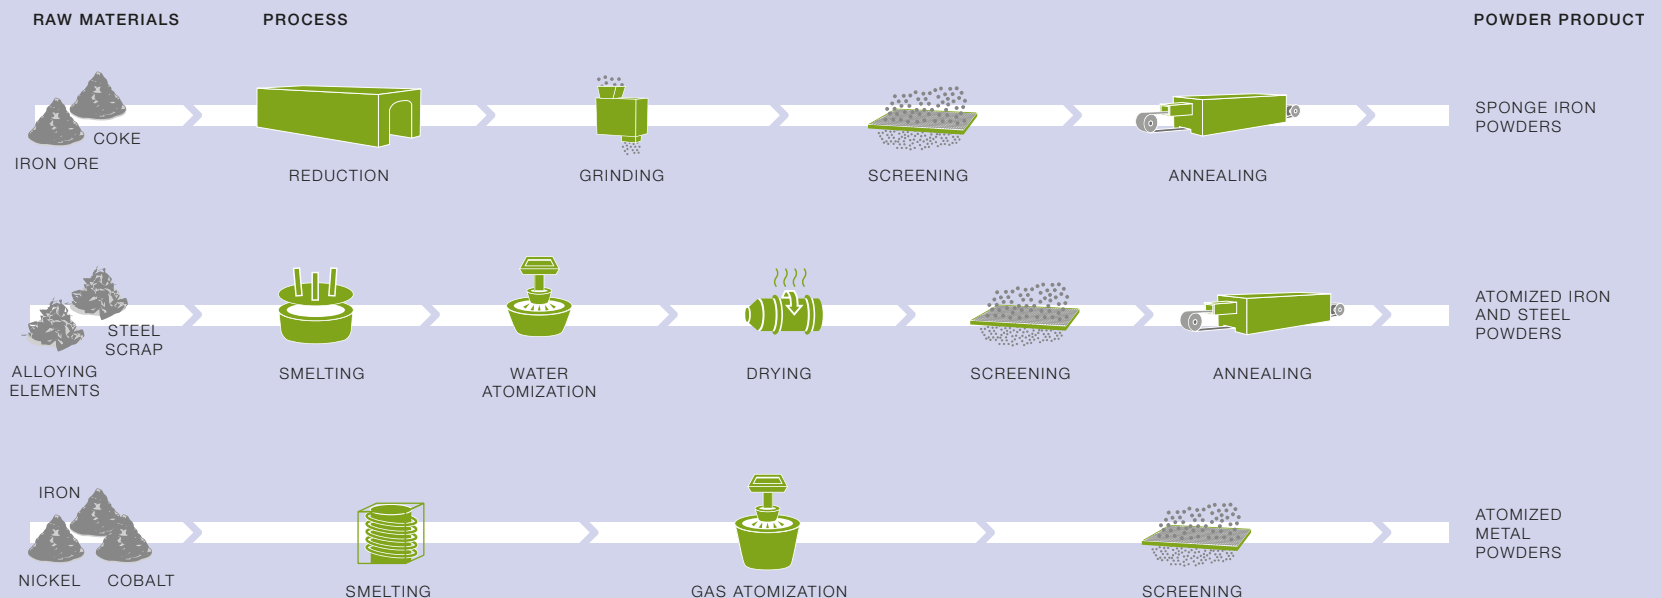 RAW MATERIALS
PROCESS
POWDER PRODUCT
COKE
IRON ORE
REDUCTION
GRINDING
SCREENING
ANNEALING
SPONGE IRON
POWDERS
STEEL
SCRAP
ALLOYING
ELEMENTS
SMELTING
WATER
ATOMIZATION
DRYING
SCREENING
ANNEALING
ATOMIZED IRON
AND STEEL
POWDERS
IRON
NICKEL
COBALT
SMELTING
GAS ATOMIZATION
SCREENING
ATOMIZED
METAL
POWDERS